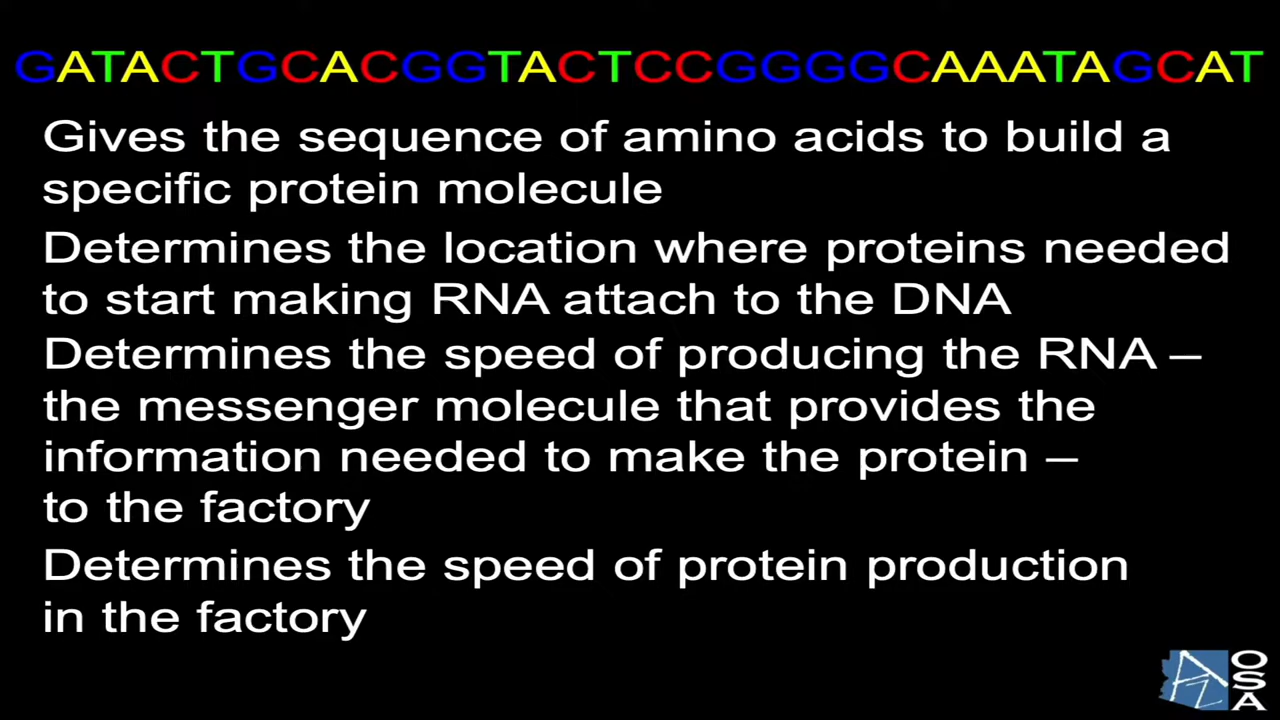 GATACTGCACGGTACTCCGGGGCAAATAGCAT
Gives the sequence of amino acids to build a
specific protein molecule
Determines the location where proteins needed
to start making RNA attach to the DNA
Determines the speed of producing the RNA –
the messenger molecule that provides the
information needed to make the protein –
to the factory
Determines the speed of protein production
in the factory
AZ
OSA